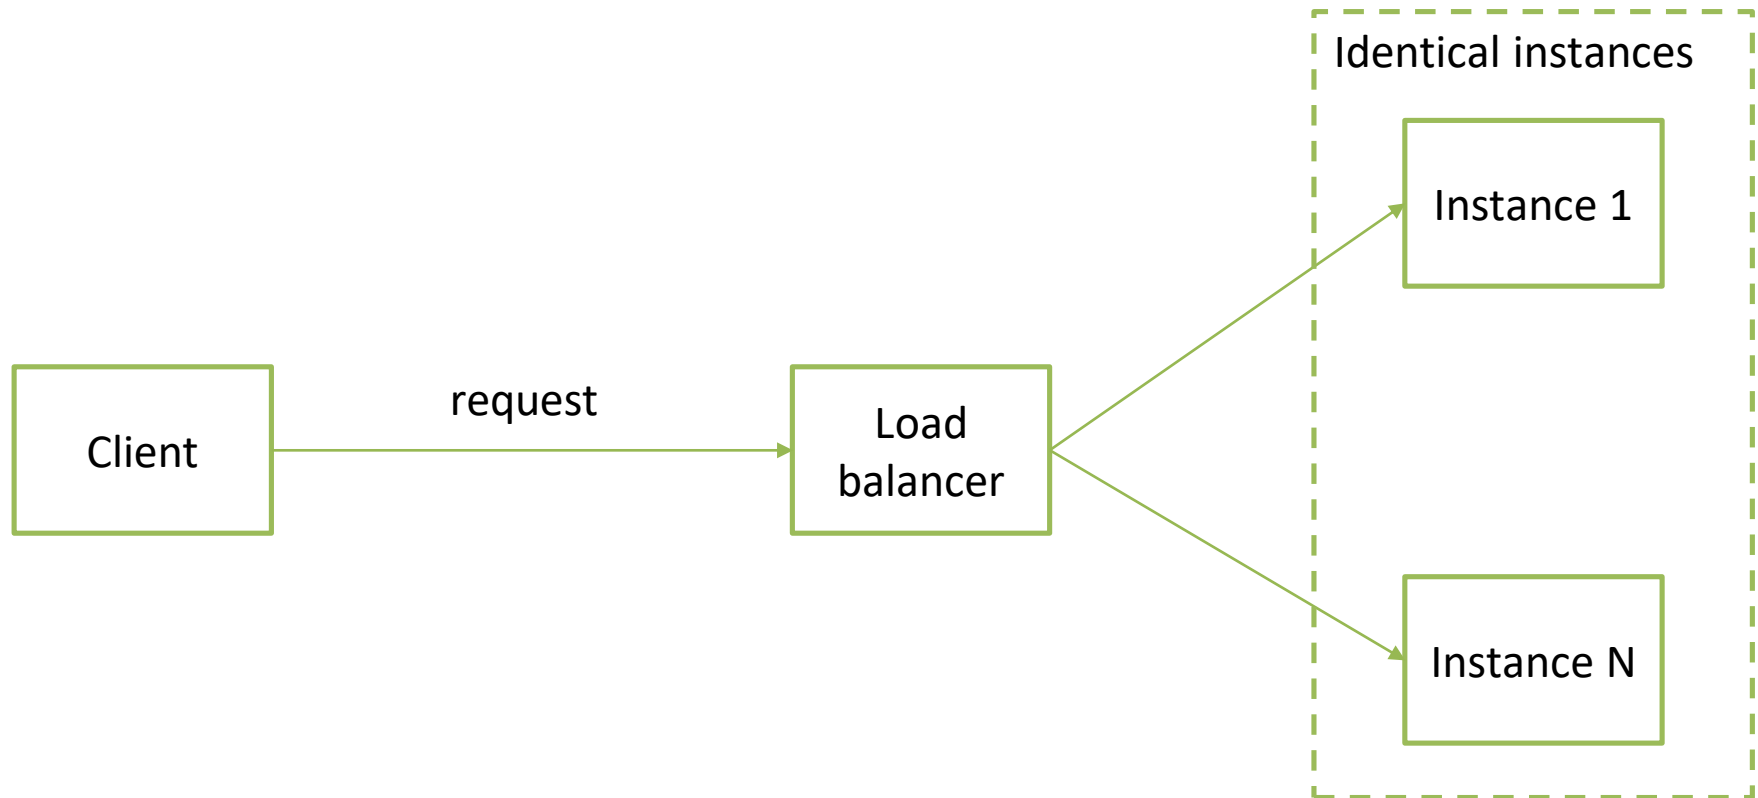 Identical instances
Instance 1
request
Client
Load
balancer
Instance N